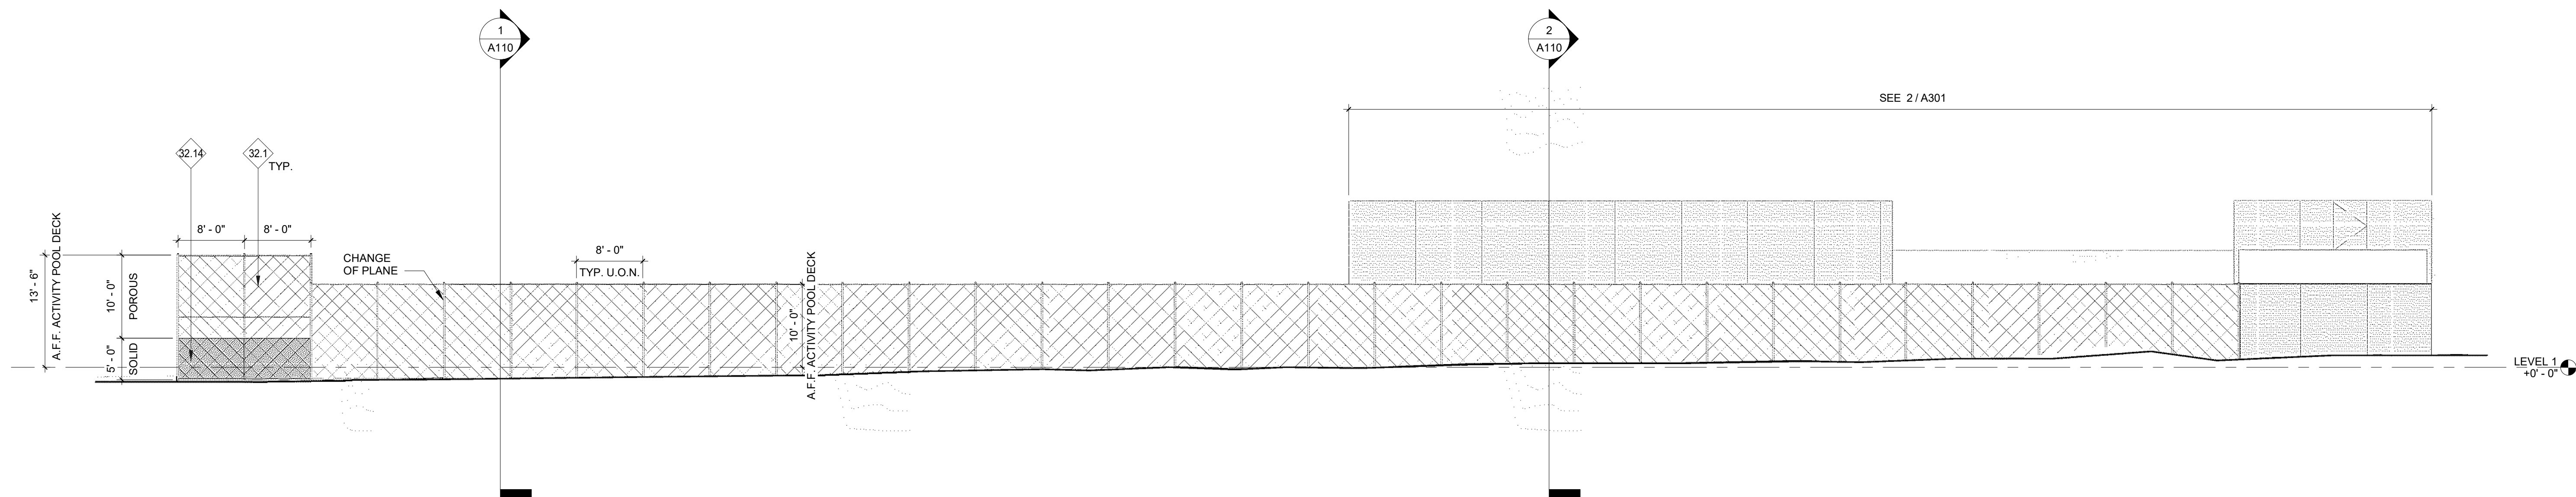 1
A110
2
A110
SEE 2 / A301
32.14
32.1
TYP.
8' - 0"
8' - 0"
CHANGE
OF PLANE
8' - 0"
TYP. U.O.N.
13' - 6"
A.F.F. ACTIVITY POOL DECK
10' - 0"
POROUS
5' - 0"
SOLID
10' - 0"
A.F.F. ACTIVITY POOL DECK
LEVEL 1
+0' - 0"